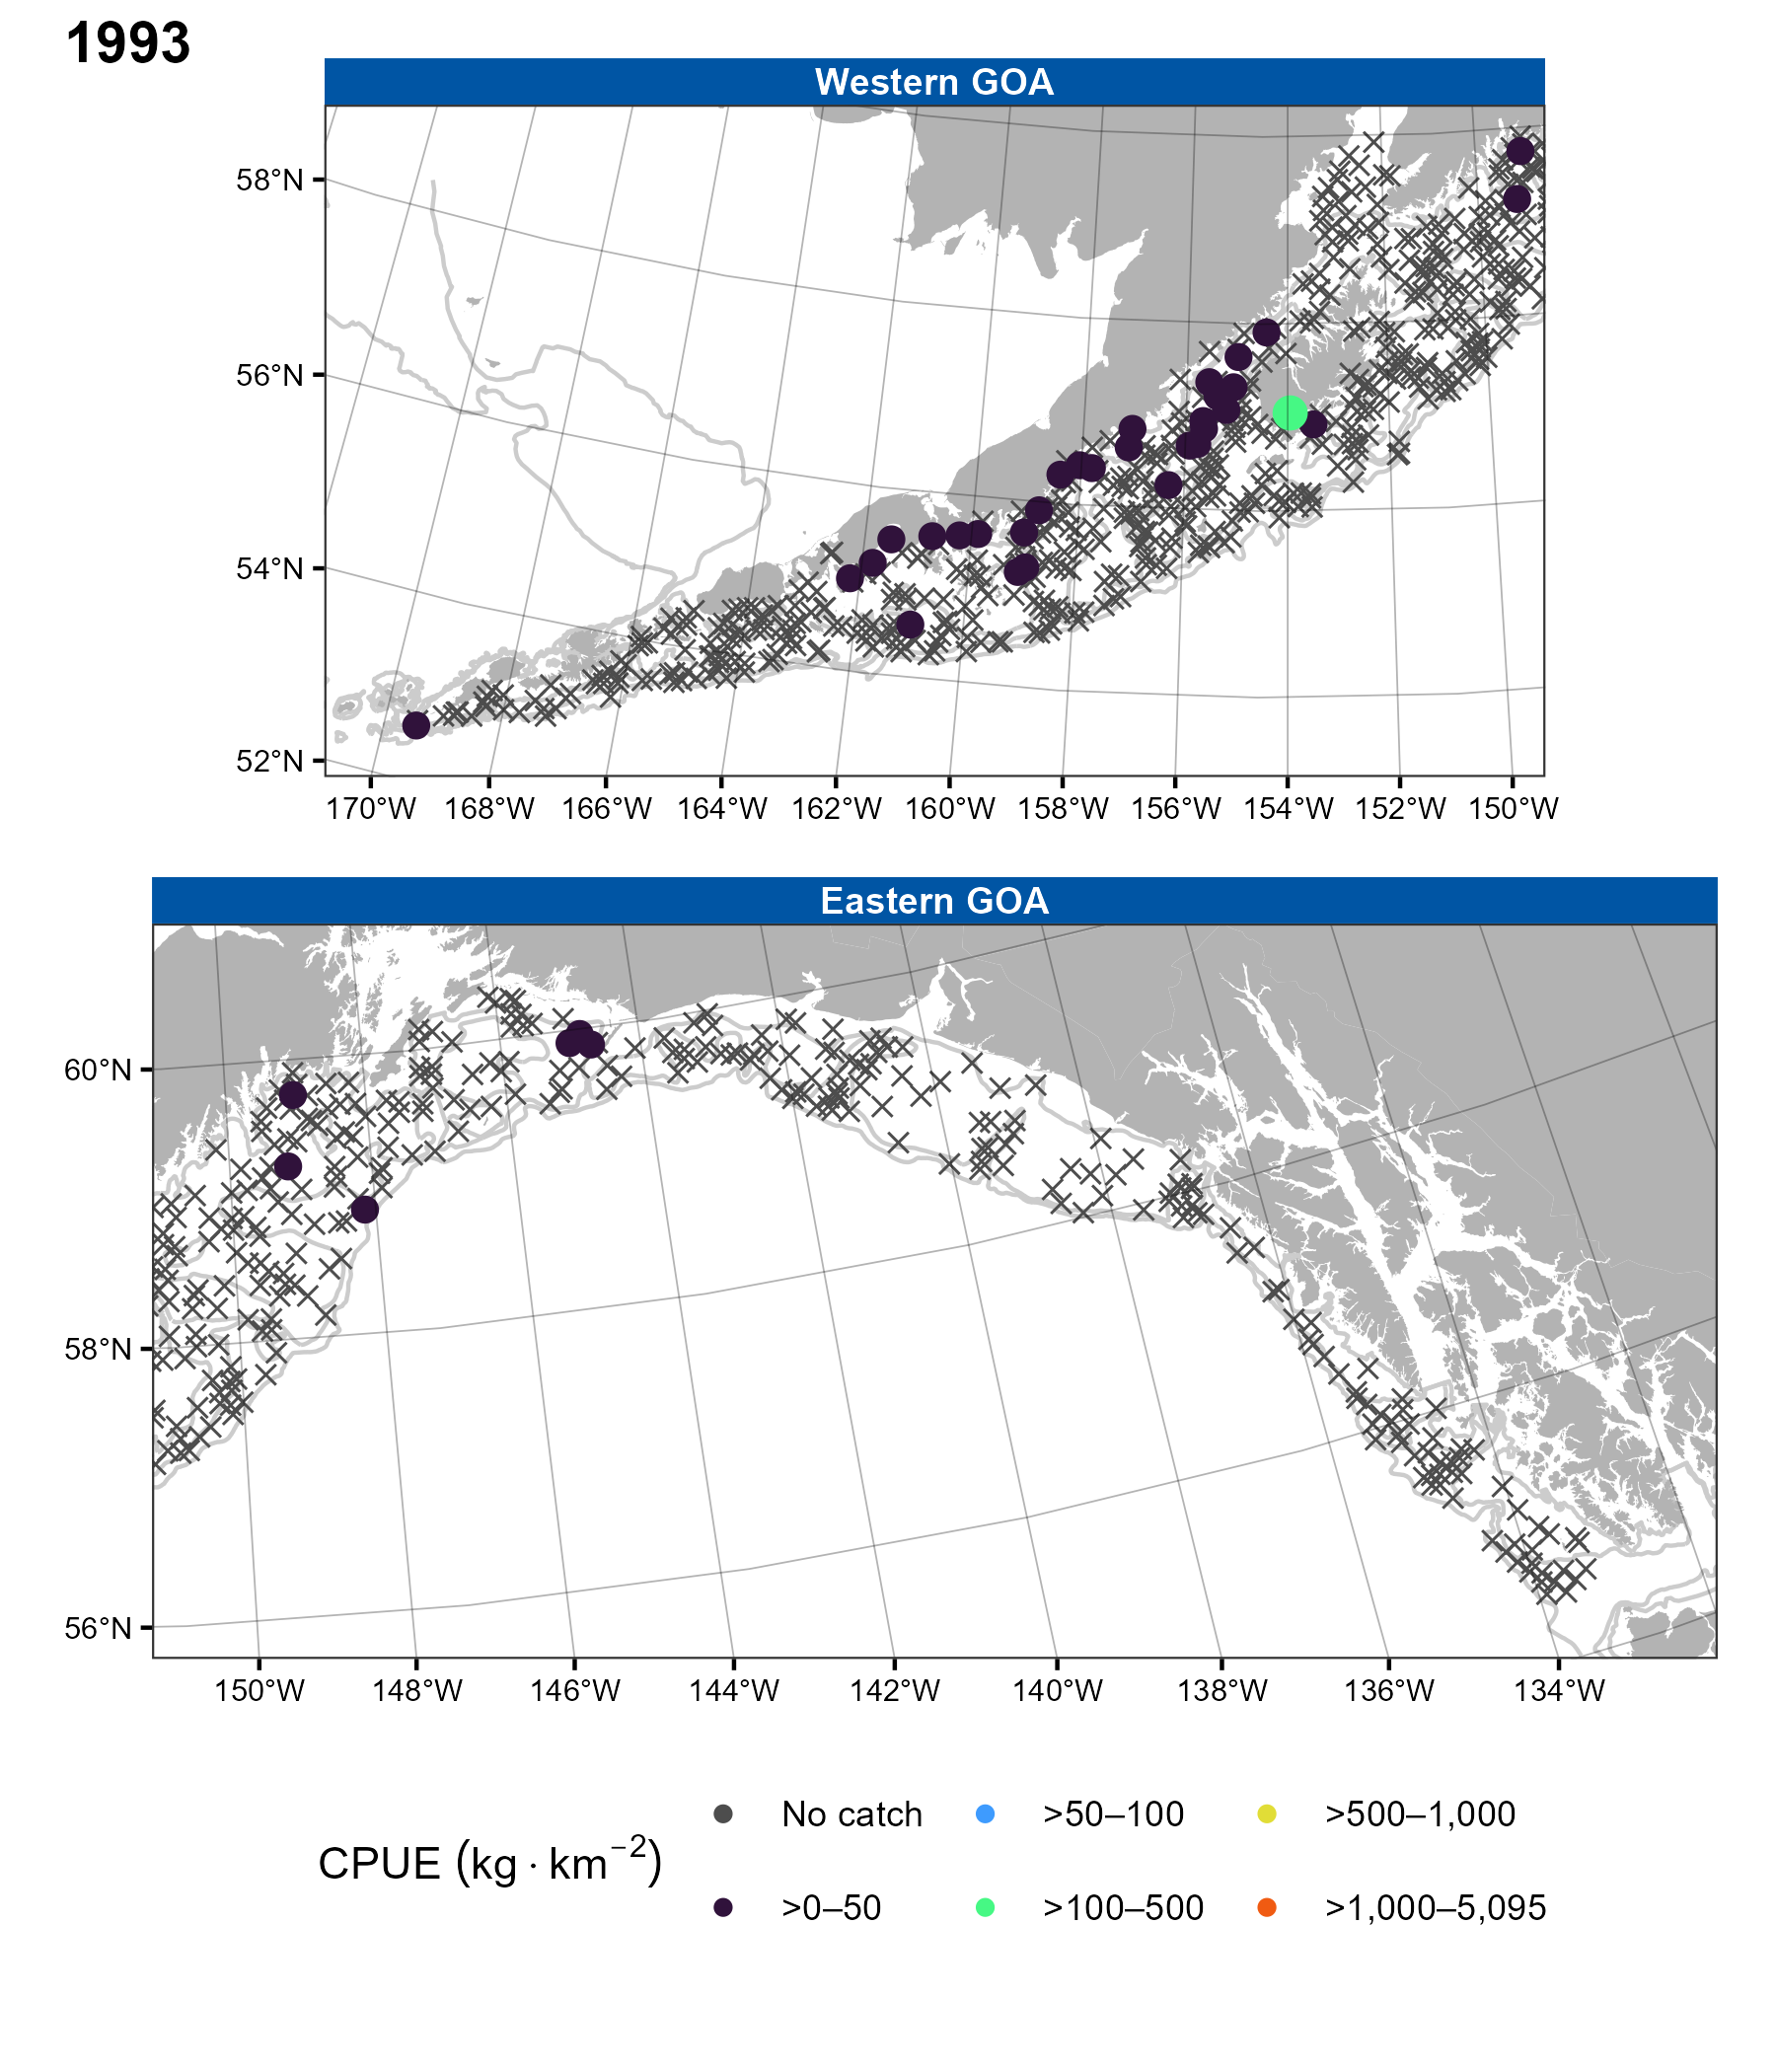 1993
Western GOA
58°N
56°N
54°N
52°N
170°W 168°W 166°W 164°W 162°W 160°W 158°W 156°W 154°W 152°W 150°W
Eastern GOA
60°N
58°N
56°N
150°W 148°W 146°W 144°W 142°W 140°W 138°W 136°W 134°W
CPUE (kg · km⁻²)
No catch >50–100 >500–1,000
>0–50 >100–500 >1,000–5,095